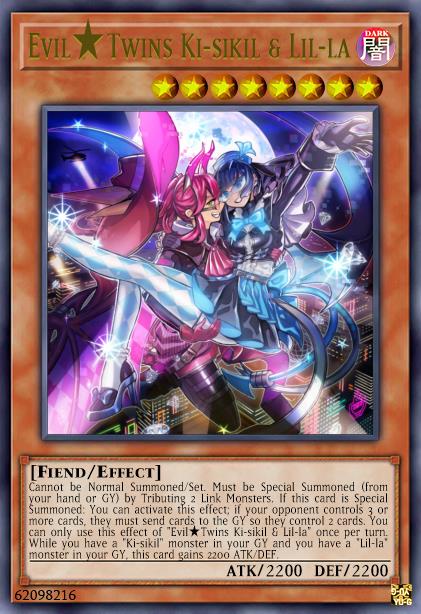 Evil★Twins Ki-sikil & Lil-la
DARK
闇
[Fiend/Effect]
Cannot be Normal Summoned/Set. Must be Special Summoned (from
your hand or GY) by Tributing 2 Link Monsters. If this card is Special
Summoned: You can activate this effect; if your opponent controls 3 or
more cards, they must send cards to the GY so they control 2 cards. You
can only use this effect of "Evil★Twins Ki-sikil & Lil-la" once per turn.
While you have a "Ki-sikil" monster in your GY and you have a "Lil-la"
monster in your GY, this card gains 2200 ATK/DEF.
ATK/2200 DEF/2200
62098216